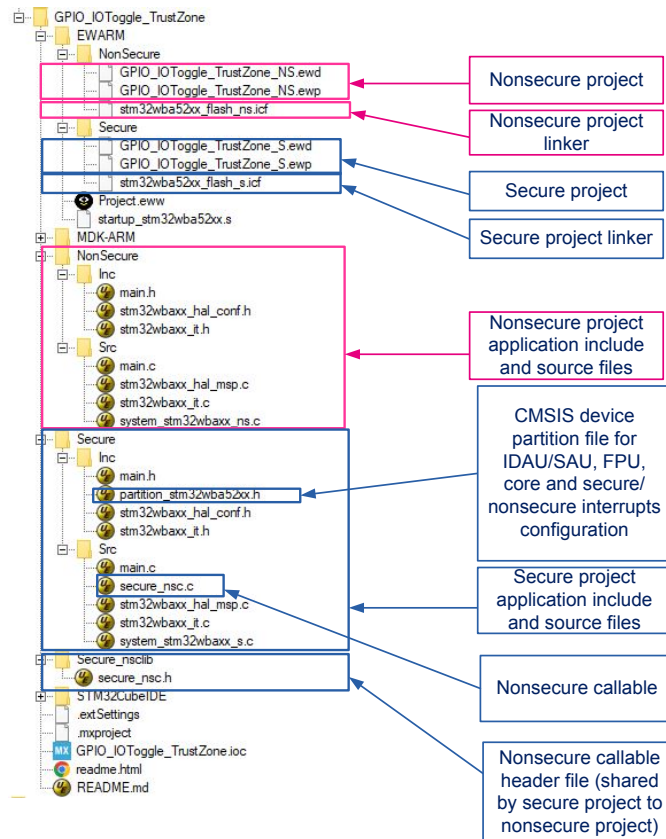 GPIO_IOToggle_TrustZone
EWARM
NonSecure
GPIO_IOToggle_TrustZone_NS.ewd
GPIO_IOToggle_TrustZone_NS.ewp
stm32wba52xx_flash_ns.icf
Secure
GPIO_IOToggle_TrustZone_S.ewd
GPIO_IOToggle_TrustZone_S.ewp
stm32wba52xx_flash_s.icf
Project.eww
startup_stm32wba52xx.s
MDK-ARM
NonSecure
Inc
main.h
stm32wbaxx_hal_conf.h
stm32wbaxx_it.h
Src
main.c
stm32wbaxx_hal_msp.c
stm32wbaxx_it.c
system_stm32wbaxx_ns.c
Secure
Inc
main.h
partition_stm32wba52xx.h
stm32wbaxx_hal_conf.h
stm32wbaxx_it.h
Src
main.c
secure_nsc.c
stm32wbaxx_hal_msp.c
stm32wbaxx_it.c
system_stm32wbaxx_s.c
Secure_nsclib
secure_nsc.h
STM32CubeIDE
.extSettings
.mxproject
MX GPIO_IOToggle_TrustZone.ioc
readme.html
README.md
Nonsecure project
Nonsecure project
linker
Secure project
Secure project linker
Nonsecure project
application include
and source files
CMSIS device
partition file for
IDAU/SAU, FPU,
core and secure/
nonsecure interrupts
configuration
Secure project
application include
and source files
Nonsecure callable
Nonsecure callable
header file (shared
by secure project to
nonsecure project)